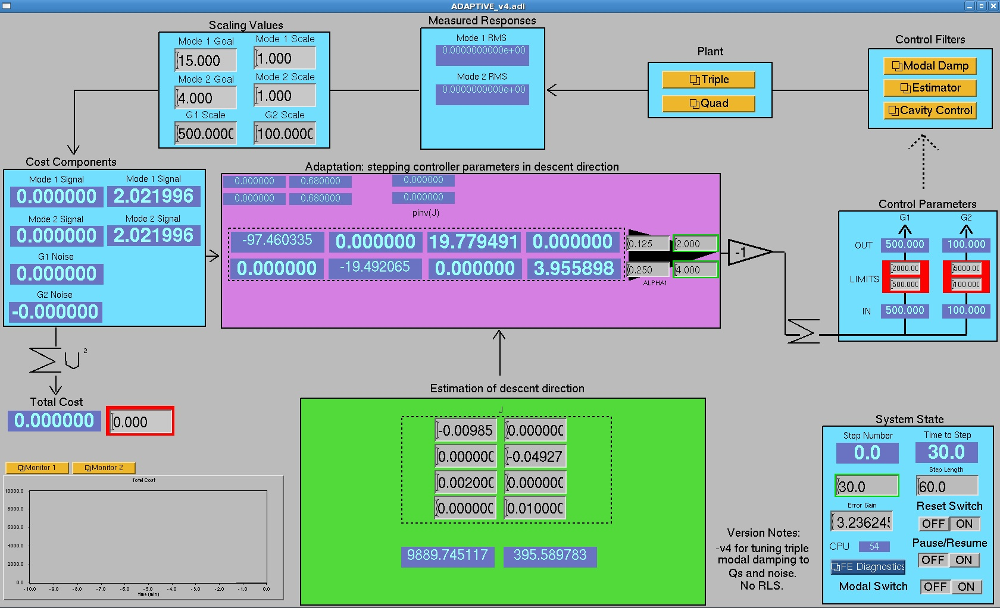 ADAPTIVE_v4.adl
Scaling Values
Mode 1 Goal
Mode 1 Scale
15.000
1.000
Mode 2 Goal
Mode 2 Scale
4.000
1.000
G1 Scale
G2 Scale
500.000
100.000
Measured Responses
Mode 1 RMS
0.0000000000e+00
Mode 2 RMS
0.0000000000e+00
Plant
Triple
Quad
Control Filters
Modal Damp
Estimator
Cavity Control
Cost Components
Mode 1 Signal
Mode 1 Signal
0.000000
2.021996
Mode 2 Signal
Mode 2 Signal
0.000000
2.021996
G1 Noise
0.000000
G2 Noise
-0.000000
Σ U 2
Total Cost
0.000000
0.000
Adaptation: stepping controller parameters in descent direction
0.000000
0.680000
0.000000
0.000000
0.680000
0.000000
pinv(J)
-97.460335
0.000000
19.779491
0.000000
0.125
2.000
0.000000
-19.492065
0.000000
3.955898
0.250
4.000
ALPHA1
-1
Σ
Control Parameters
G1
G2
OUT
500.000
100.000
LIMITS
2000.00
5000.00
500.000
100.000
IN
500.000
100.000
Estimation of descent direction
J
-0.00985
0.000000
0.000000
-0.04927
0.002000
0.000000
0.000000
0.010000
9889.745117
395.589783
Monitor 1
Monitor 2
Total Cost
10000.0
8000.0
6000.0
4000.0
2000.0
0.0
-10.0 -9.0 -8.0 -7.0 -6.0 -5.0 -4.0 -3.0 -2.0 -1.0 0.0
time (min)
Version Notes:
-v4 for tuning triple
modal damping to
Qs and noise.
No RLS.
System State
Step Number
Time to Step
0.0
30.0
Step Length
30.0
60.0
Error Gain
3.236245
Reset Switch
OFF ON
CPU
54
Pause/Resume
OFF ON
FE Diagnostics
Modal Switch
OFF ON